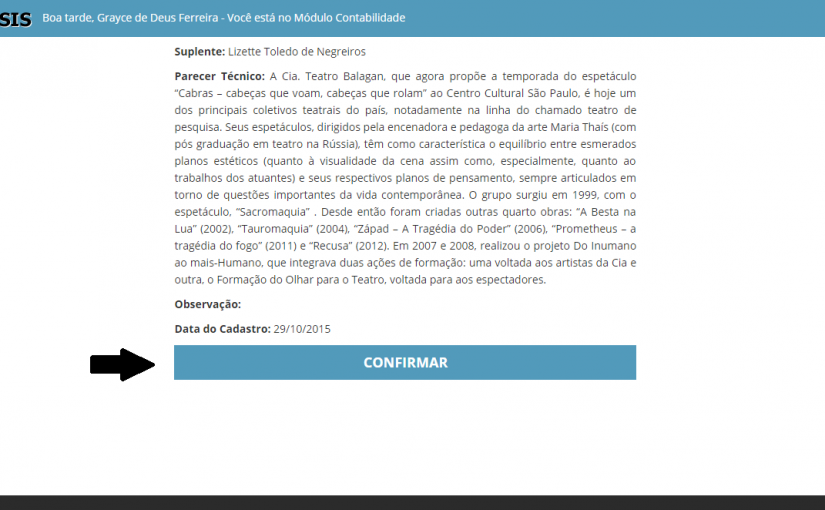 SIS Boa tarde, Grayce de Deus Ferreira - Você está no Módulo Contabilidade
Suplente: Lizette Toledo de Negreiros
Parecer Técnico: A Cia. Teatro Balagan, que agora propõe a temporada do espetáculo
“Cabras – cabeças que voam, cabeças que rolam” ao Centro Cultural São Paulo, é hoje um
dos principais coletivos teatrais do país, notadamente na linha do chamado teatro de
pesquisa. Seus espetáculos, dirigidos pela encenadora e pedagoga da arte Maria Thaís (com
pós graduação em teatro na Rússia), têm como característica o equilíbrio entre esmerados
planos estéticos (quanto à visualidade da cena assim como, especialmente, quanto ao
trabalhos dos atuantes) e seus respectivos planos de pensamento, sempre articulados em
torno de questões importantes da vida contemporânea. O grupo surgiu em 1999, com o
espetáculo, “Sacromaquia” . Desde então foram criadas outras quarto obras: “A Besta na
Lua” (2002), “Tauromaquia” (2004), “Západ – A Tragédia do Poder” (2006), “Prometheus – a
tragédia do fogo” (2011) e “Recusa” (2012). Em 2007 e 2008, realizou o projeto Do Inumano
ao mais-Humano, que integrava duas ações de formação: uma voltada aos artistas da Cia e
outra, o Formação do Olhar para o Teatro, voltada para aos espectadores.
Observação:
Data do Cadastro: 29/10/2015
CONFIRMAR